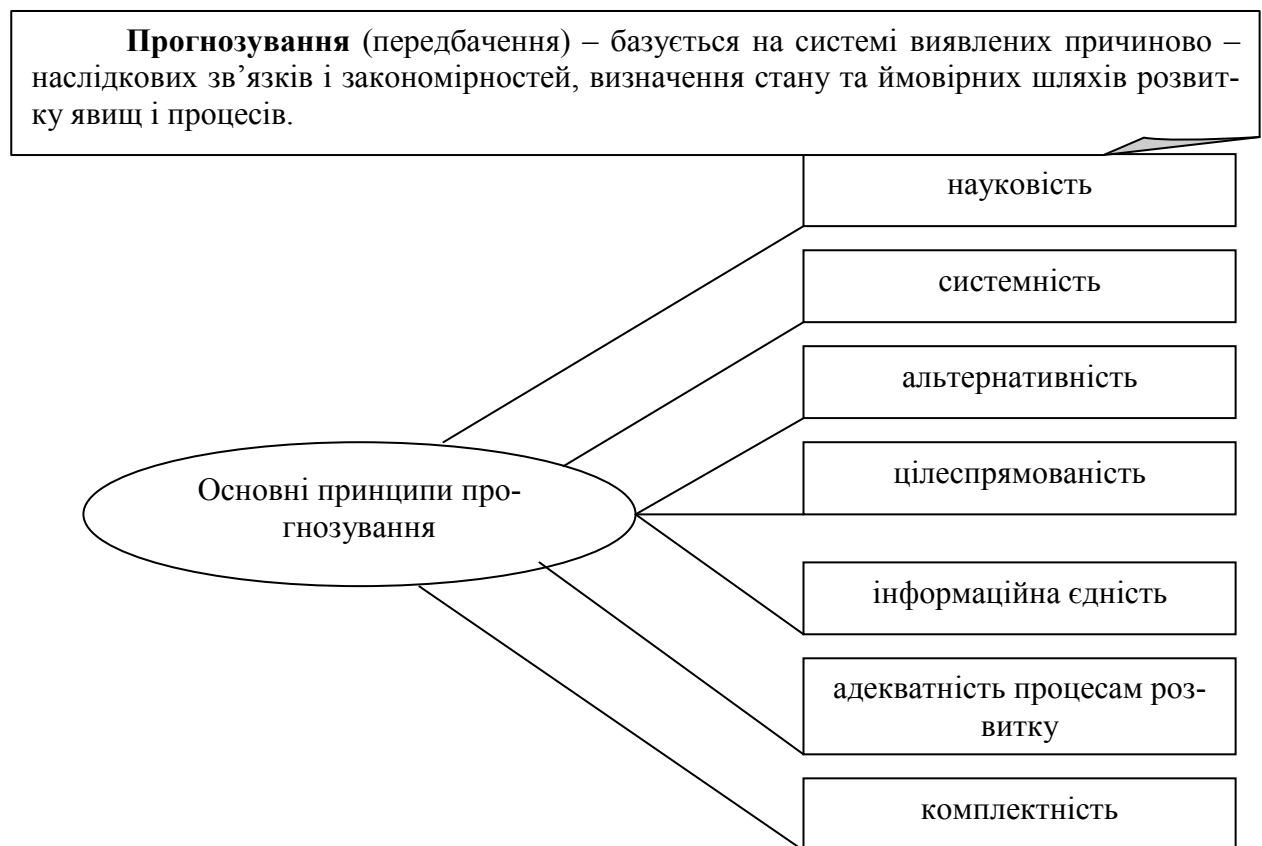 Прогнозування (передбачення) – базується на системі виявлених причиново –
наслідкових зв’язків і закономірностей, визначення стану та ймовірних шляхів розвит-
ку явищ і процесів.
науковість
системність
альтернативність
цілеспрямованість
Основні принципи про-
гнозування
інформаційна єдність
адекватність процесам роз-
витку
комплектність